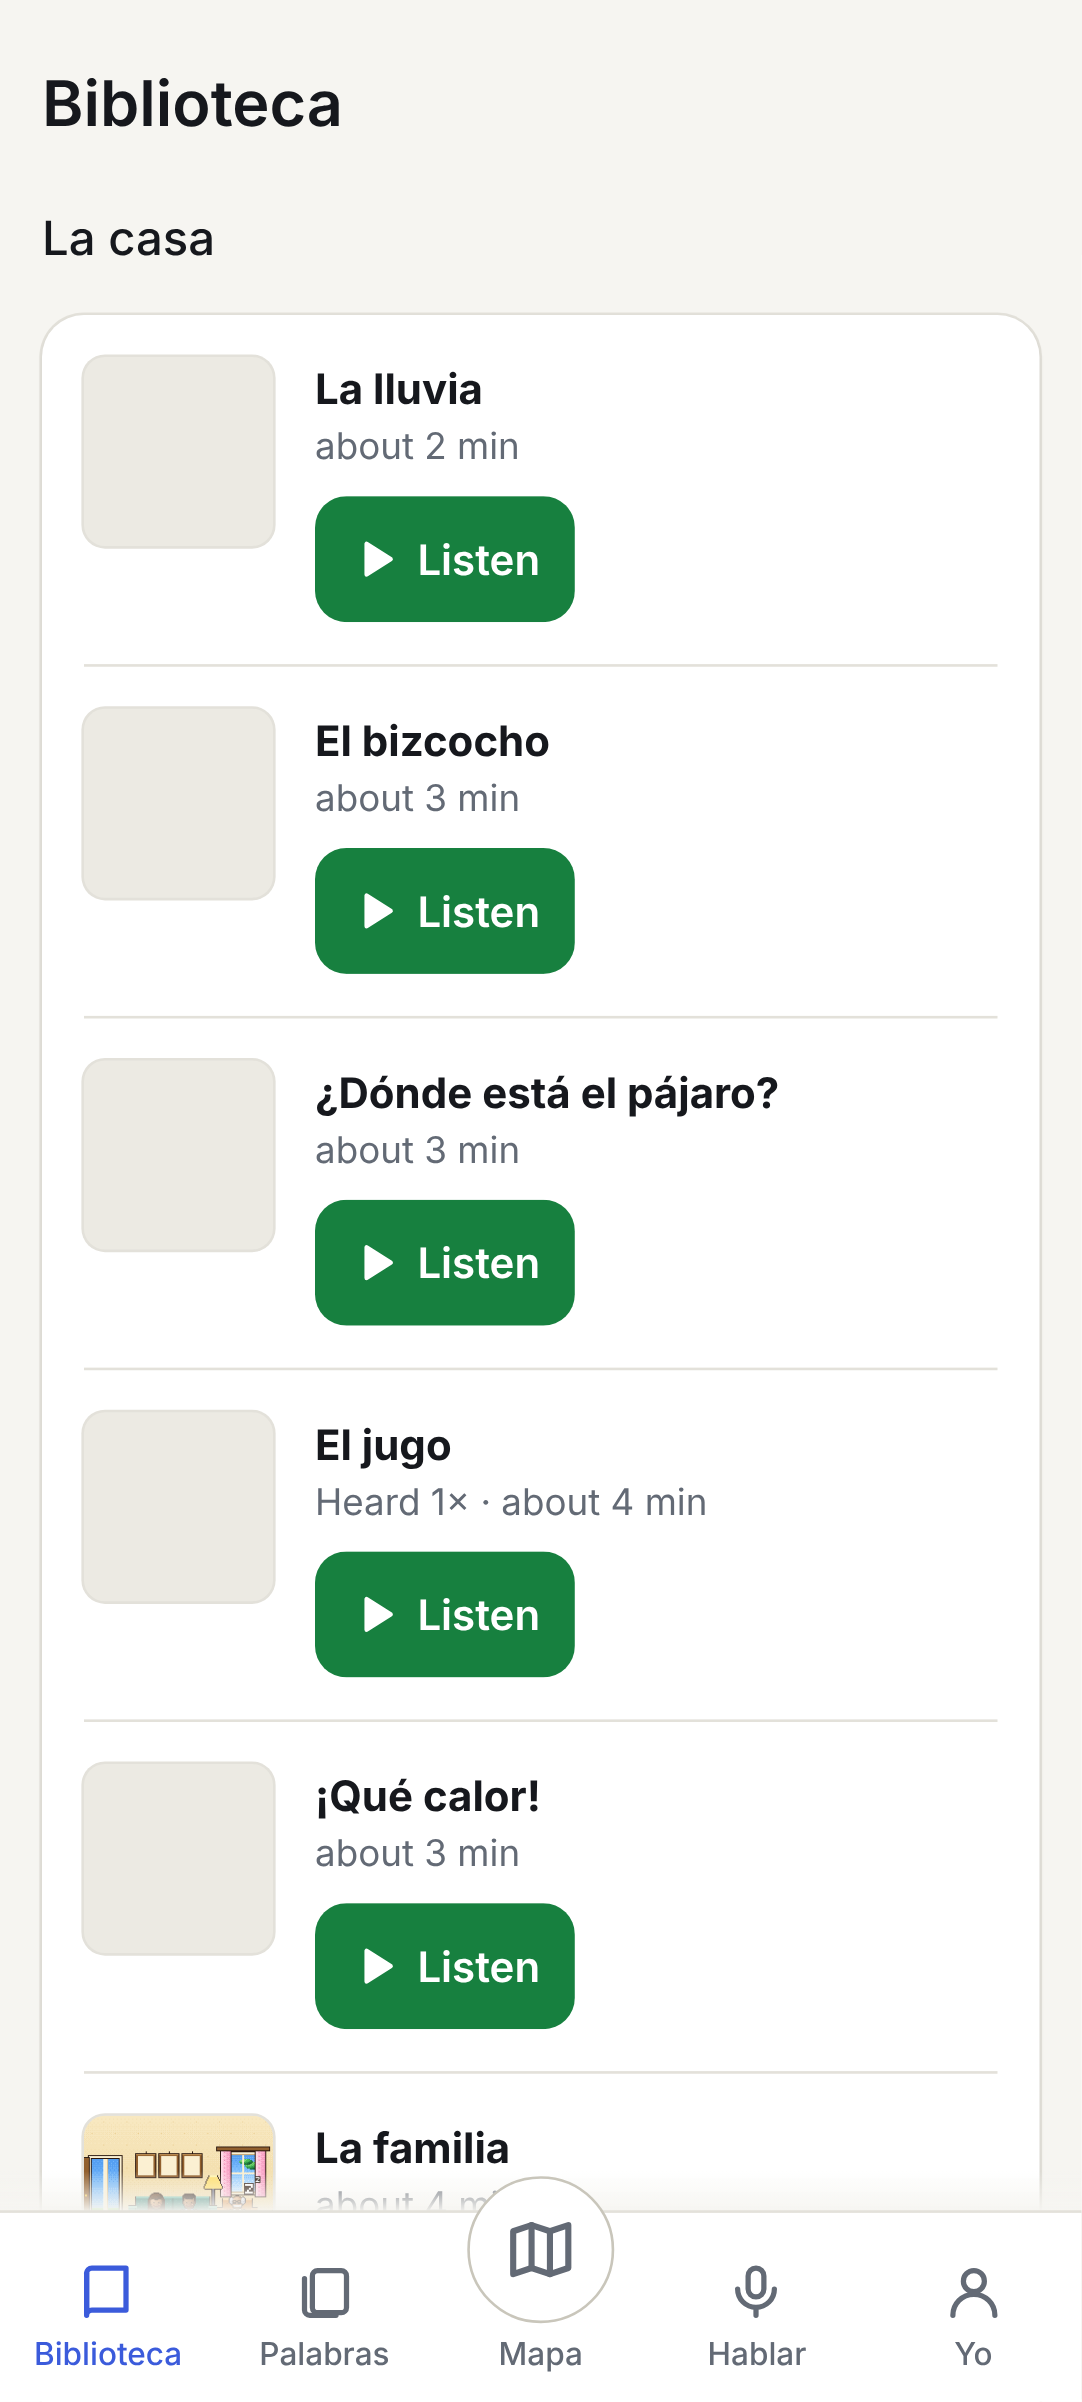 Biblioteca
La casa
La lluvia
about 2 min
Listen
El bizcocho
about 3 min
Listen
¿Dónde está el pájaro?
about 3 min
Listen
El jugo
Heard 1× · about 4 min
Listen
¡Qué calor!
about 3 min
Listen
La familia
about 4
Biblioteca
Palabras
Mapa
Hablar
Yo